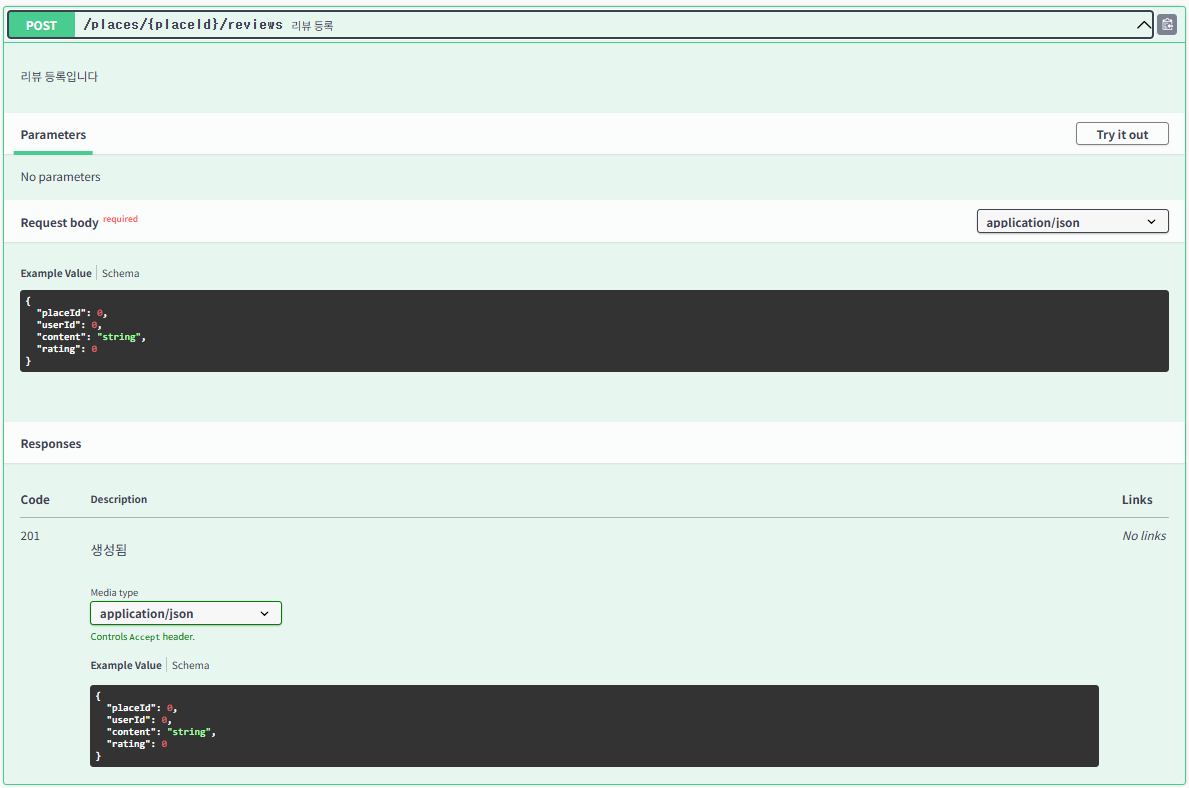 POST /places/{placeId}/reviews 리뷰 등록
리뷰 등록입니다
Parameters
Try it out
No parameters
Request body required
application/json
Example Value Schema
{
  "placeId": 0,
  "userId": 0,
  "content": "string",
  "rating": 0
}
Responses
Code Description Links
201 생성됨 No links
Media type
application/json
Controls Accept header.
Example Value Schema
{
  "placeId": 0,
  "userId": 0,
  "content": "string",
  "rating": 0
}